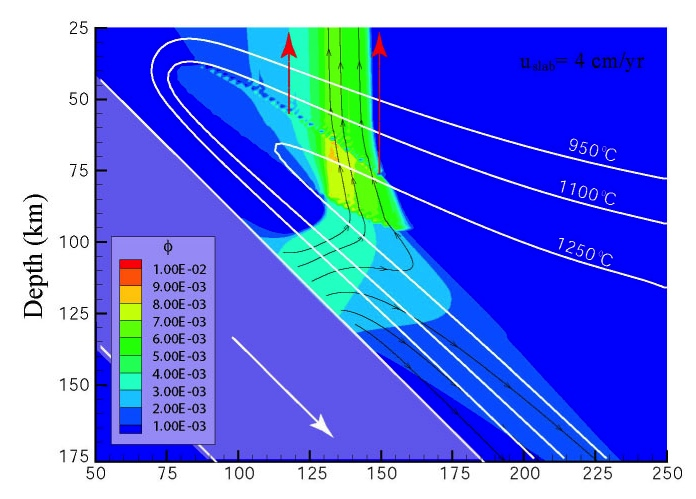 25
50
75
100
125
150
175
Depth (km)
u_slab= 4 cm/yr
950°C
1100°C
1250°C
ϕ
1.00E-02
9.00E-03
8.00E-03
7.00E-03
6.00E-03
5.00E-03
4.00E-03
3.00E-03
2.00E-03
1.00E-03
50 75 100 125 150 175 200 225 250